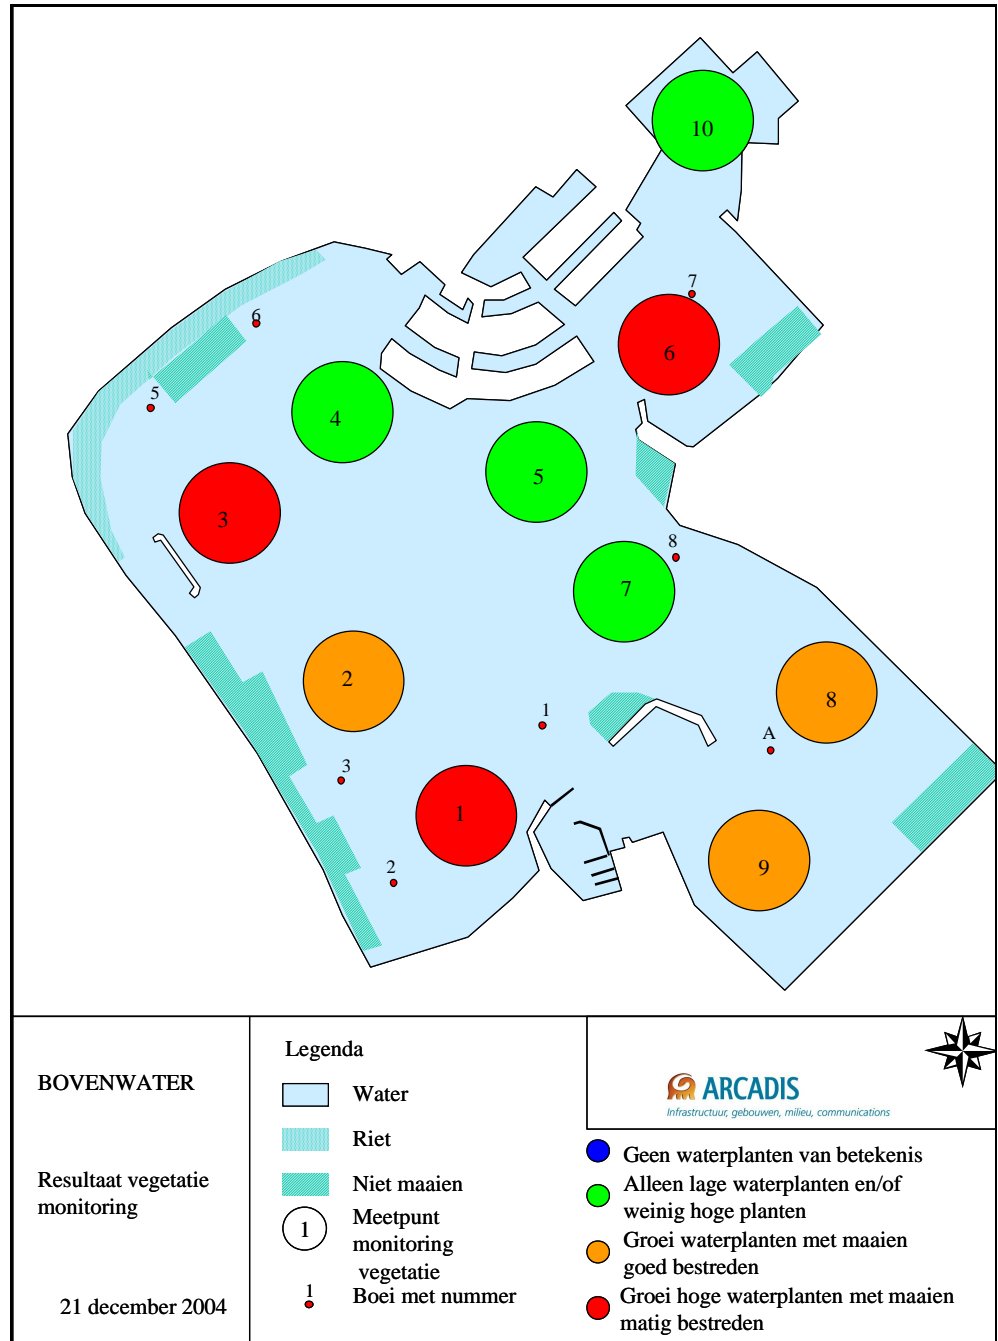 10
7
6
6
5
4
5
3
8
7
2
8
1
A
3
1
9
2
BOVENWATER
Resultaat vegetatie
monitoring
21 december 2004
Legenda
Water
Riet
Niet maaien
1
Meetpunt
monitoring
vegetatie
1
Boei met nummer
ARCADIS
Infrastructuur, gebouwen, milieu, communications
Geen waterplanten van betekenis
Alleen lage waterplanten en/of
weinig hoge planten
Groei waterplanten met maaien
goed bestreden
Groei hoge waterplanten met maaien
matig bestreden